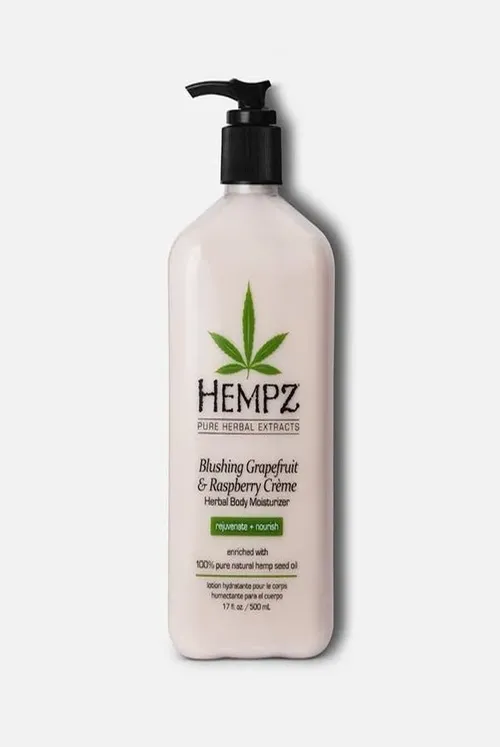 HEMPZ
PURE HERBAL EXTRACTS
Blushing Grapefruit
& Raspberry Crème
Herbal Body Moisturizer
rejuvenate + nourish
enriched with
100% pure natural hemp seed oil
lotion hydratante pour le corps
humectante para el cuerpo
17 fl. oz. / 500 mL